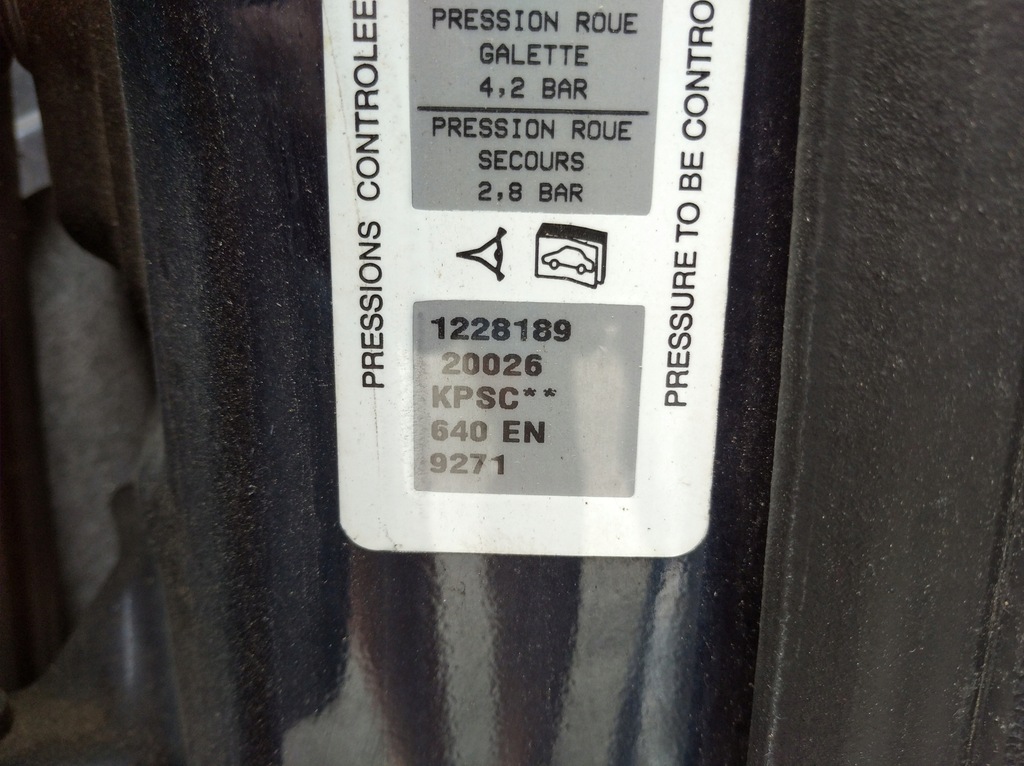 PRESSIONS CONTROLEE
PRESSION ROUE
GALETTE
4,2 BAR
PRESSION ROUE
SECOURS
2,8 BAR
1228189
20026
KPSC**
640 EN
9271
PRESSURE TO BE CONTRO